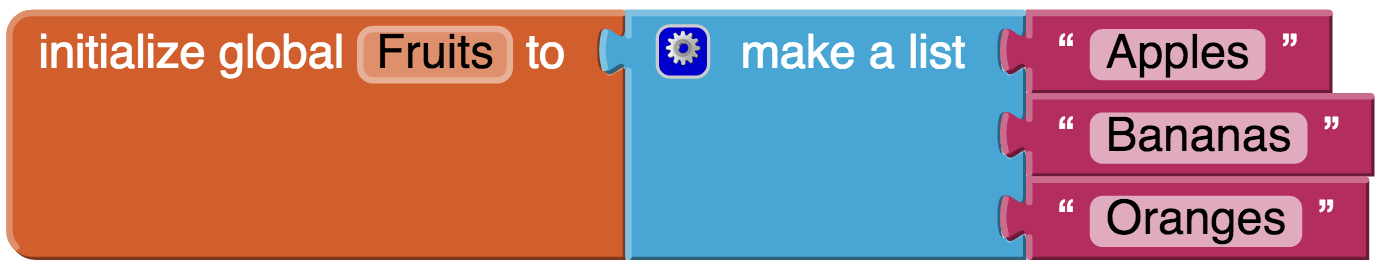 initialize global Fruits to make a list “ Apples ”
“ Bananas ”
“ Oranges ”